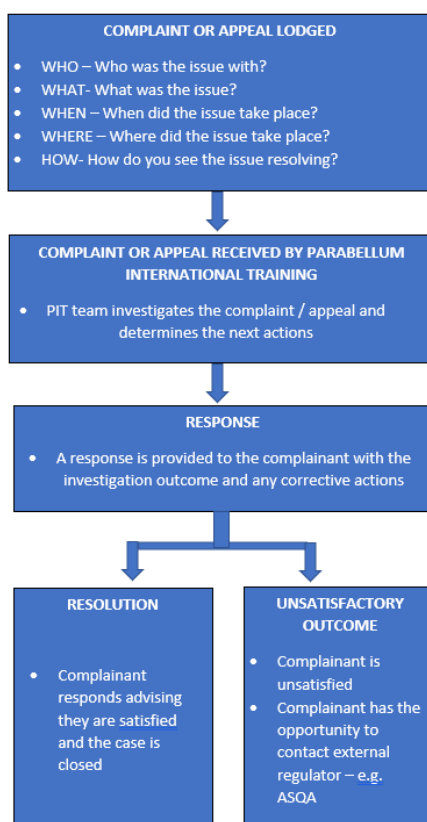 COMPLAINT OR APPEAL LODGED
• WHO – Who was the issue with?
• WHAT- What was the issue?
• WHEN – When did the issue take place?
• WHERE – Where did the issue take place?
• HOW- How do you see the issue resolving?
COMPLAINT OR APPEAL RECEIVED BY PARABELLUM
INTERNATIONAL TRAINING
• PIT team investigates the complaint / appeal and
determines the next actions
RESPONSE
• A response is provided to the complainant with the
investigation outcome and any corrective actions
RESOLUTION
• Complainant
responds advising
they are satisfied
and the case is
closed
UNSATISFACTORY
OUTCOME
• Complainant is
unsatisfied
• Complainant has the
opportunity to
contact external
regulator – e.g.
ASQA